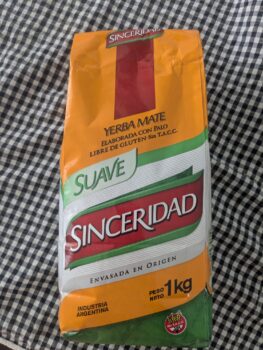 SINCERIDAD
YERBA MATE
ELABORADA CON PALO
LIBRE DE GLUTEN-SIN T.A.C.C.
SUAVE
SINCERIDAD
ENVASADA EN ORIGEN
INDUSTRIA
ARGENTINA
PESO
NETO 1kg